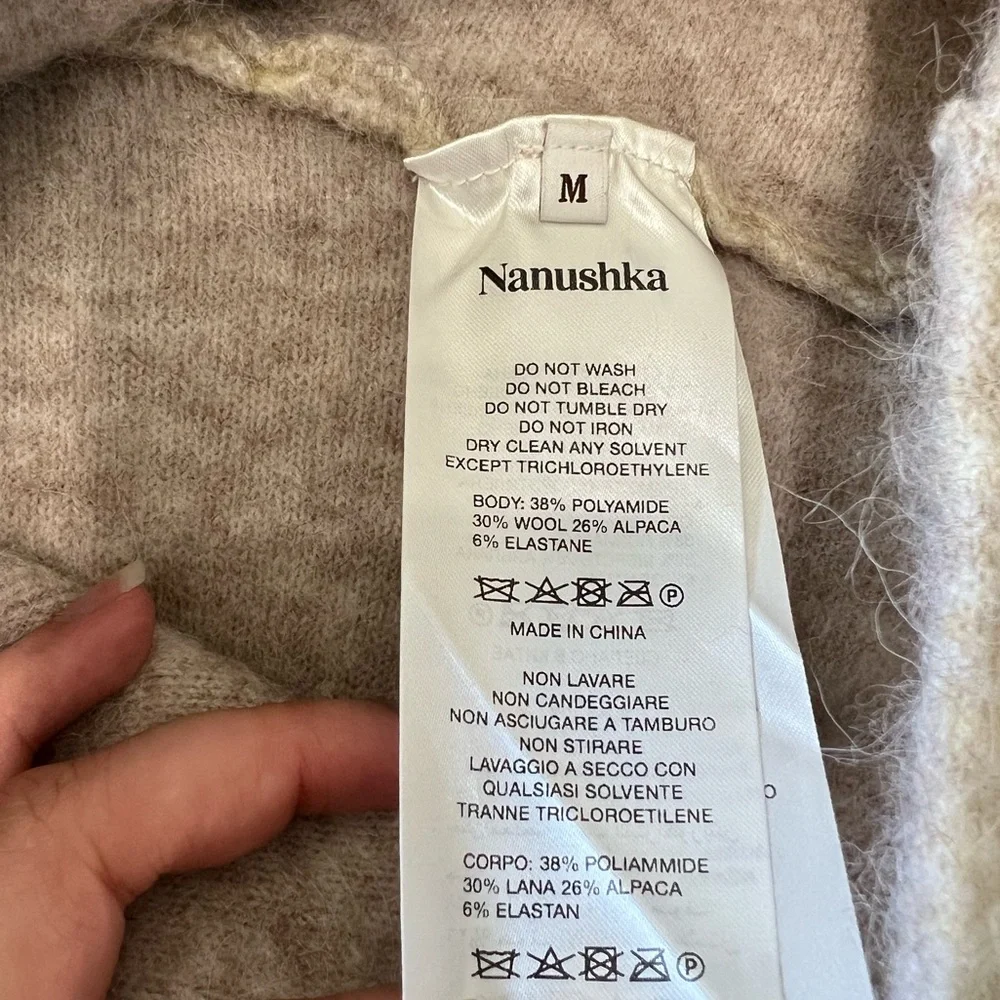 M
Nanushka
DO NOT WASH
DO NOT BLEACH
DO NOT TUMBLE DRY
DO NOT IRON
DRY CLEAN ANY SOLVENT
EXCEPT TRICHLOROETHYLENE
BODY: 38% POLYAMIDE
30% WOOL 26% ALPACA
6% ELASTANE
P
MADE IN CHINA
NON LAVARE
NON CANDEGGIARE
NON ASCIUGARE A TAMBURO
NON STIRARE
LAVAGGIO A SECCO CON
QUALSIASI SOLVENTE
TRANNE TRICLOROETILENE
CORPO: 38% POLIAMMIDE
30% LANA 26% ALPACA
6% ELASTAN
P